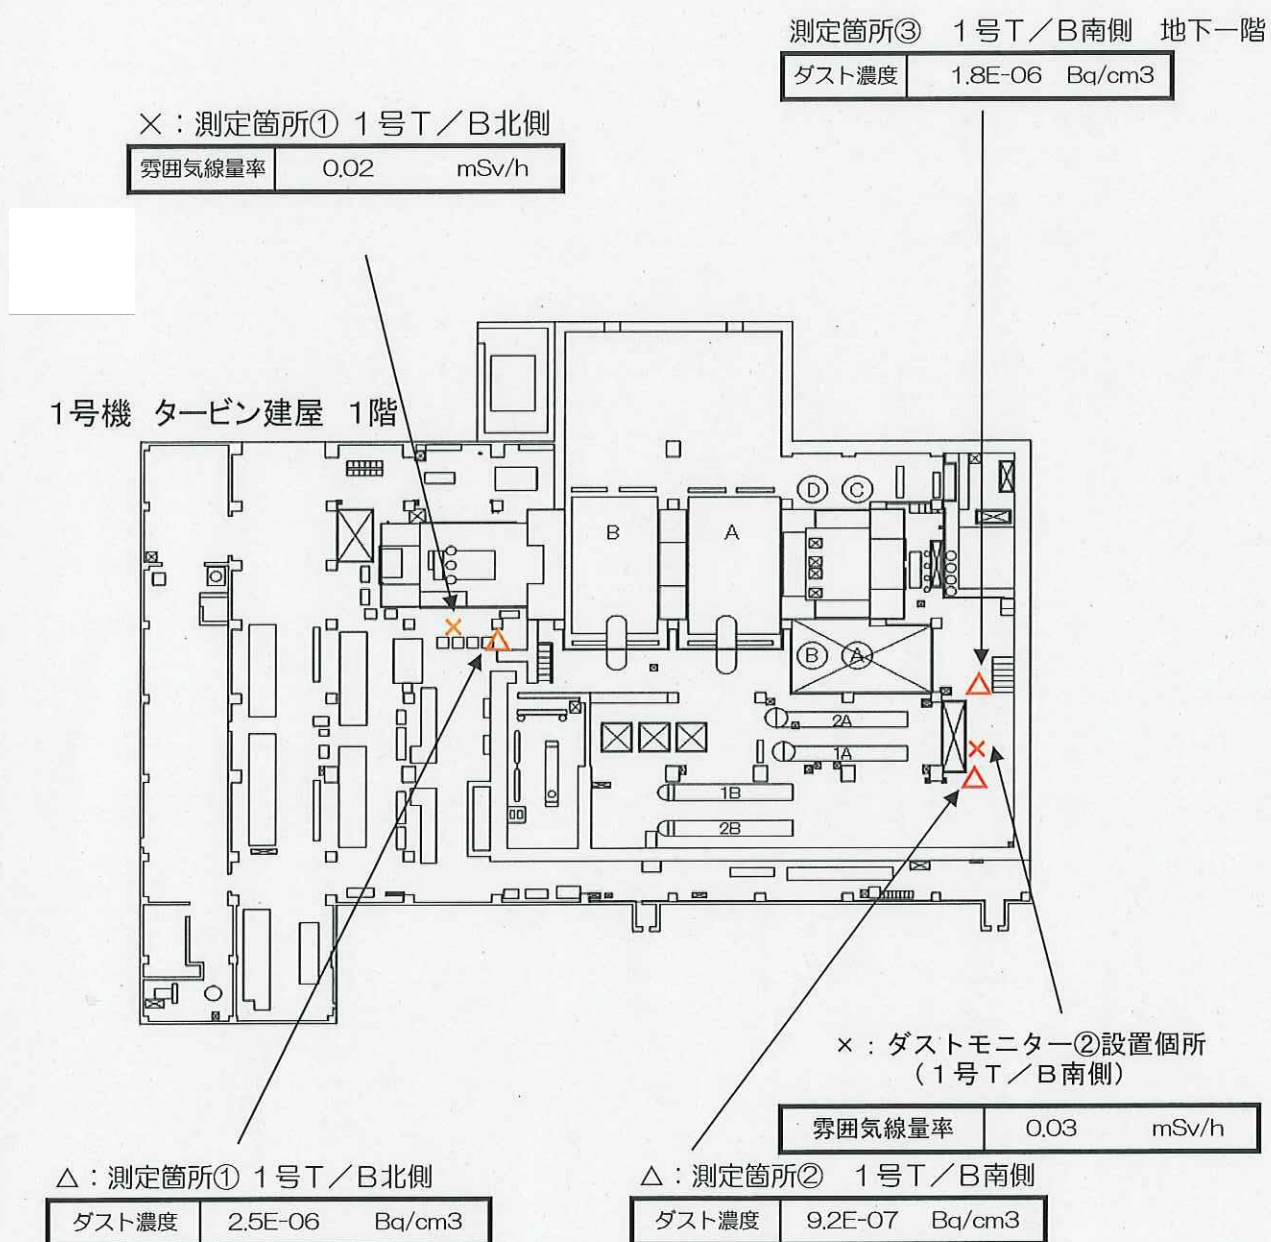 測定箇所③ 1号T/B南側 地下一階
ダスト濃度 1.8E-06 Bq/cm3
×:測定箇所① 1号T/B北側
雰囲気線量率 0.02 mSv/h
1号機 タービン建屋 1階
D C
B A
B A
2A
1A
1B
2B
×:ダストモニター②設置個所
(1号T/B南側)
雰囲気線量率 0.03 mSv/h
△:測定箇所① 1号T/B北側
ダスト濃度 2.5E-06 Bq/cm3
△:測定箇所② 1号T/B南側
ダスト濃度 9.2E-07 Bq/cm3